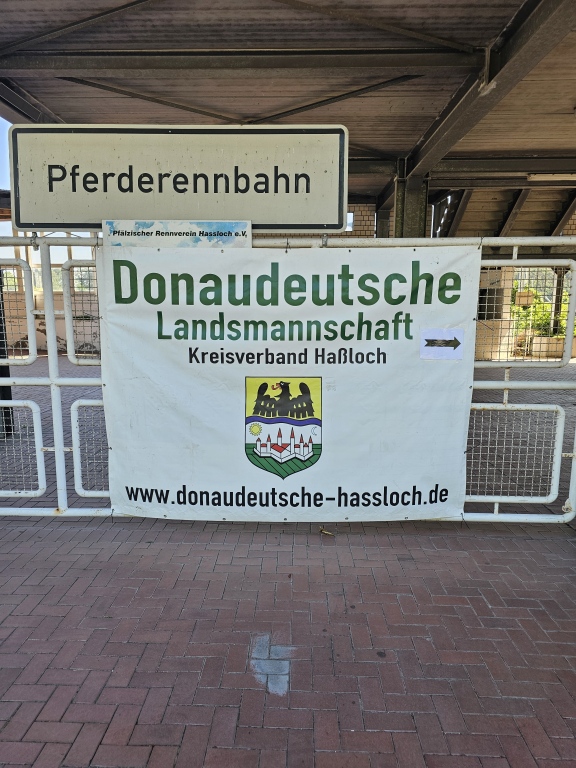 Pferderennbahn
Pfälzischer Rennverein Hassloch e.V.
Donaudeutsche
Landsmannschaft
Kreisverband Haßloch
www.donaudeutsche-hassloch.de